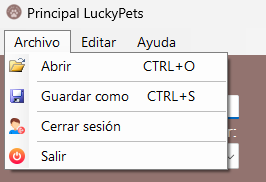 Principal LuckyPets
Archivo Editar Ayuda
Abrir CTRL+O
Guardar como CTRL+S
Cerrar sesión
Salir